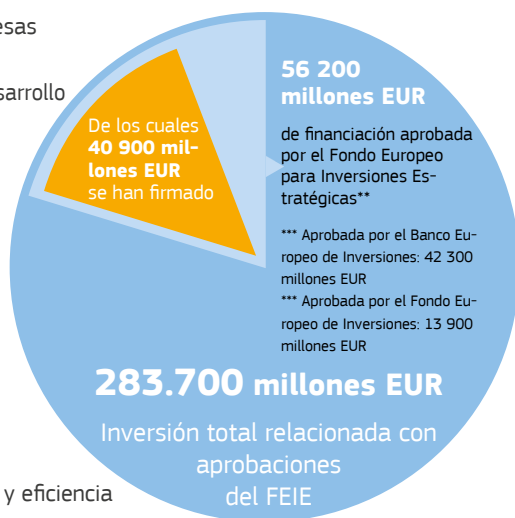 esas
sarrollo
De los cuales
40 900 mil-
lones EUR
se han firmado
56 200
millones EUR
de financiación aprobada
por el Fondo Europeo
para Inversiones Es-
tratégicas**
*** Aprobada por el Banco Eu-
ropeo de Inversiones: 42 300
millones EUR
*** Aprobada por el Fondo Eu-
ropeo de Inversiones: 13 900
millones EUR
283.700 millones EUR
Inversión total relacionada con
aprobaciones
del FEIE
y eficiencia